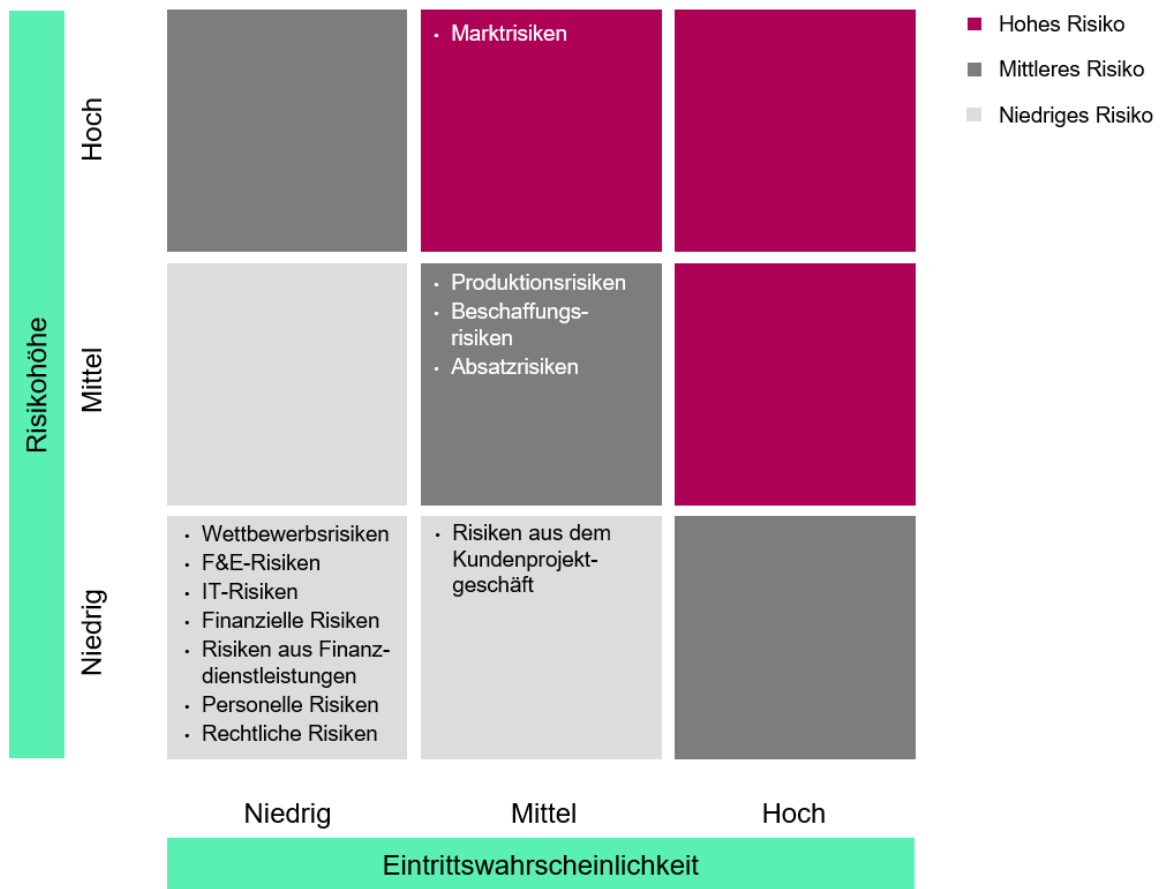 Hohes Risiko
Mittleres Risiko
Niedriges Risiko
Risikohöhe
Hoch
· Marktrisiken
Mittel
· Produktionsrisiken
· Beschaffungs-
risiken
· Absatzrisiken
Niedrig
· Wettbewerbsrisiken
· F&E-Risiken
· IT-Risiken
· Finanzielle Risiken
· Risiken aus Finanz-
dienstleistungen
· Personelle Risiken
· Rechtliche Risiken
· Risiken aus dem
Kundenprojekt-
geschäft
Niedrig
Mittel
Hoch
Eintrittswahrscheinlichkeit